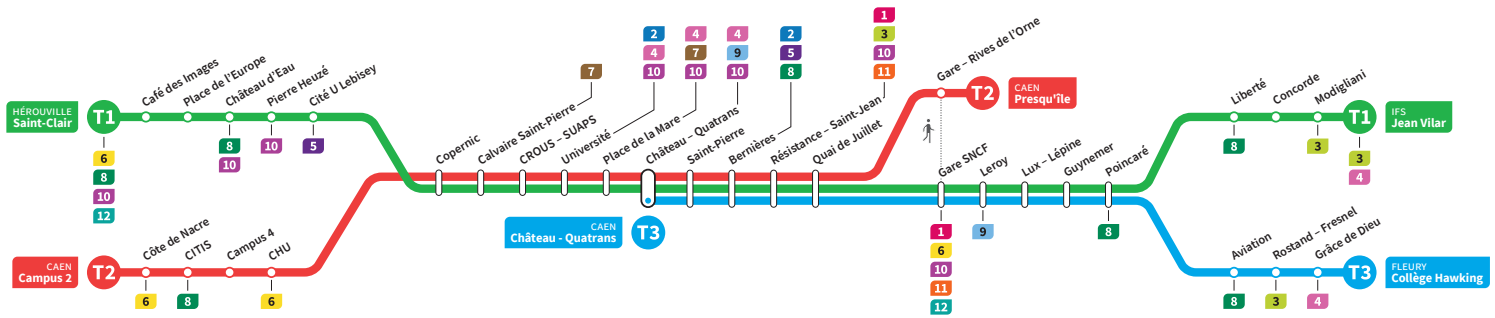 HÉROUVILLE
Saint-Clair
T1
6
8
10
12
Café des Images
Place de l'Europe
Château d'Eau
8
10
Pierre Heuzé
10
Cité U Lebisey
5
CAEN
Campus 2
T2
Côte de Nacre
6
CITIS
8
Campus 4
CHU
6
Copernic
Calvaire Saint-Pierre
7
CROUS – SUAPS
Université
2
4
10
Place de la Mare
4
7
10
Château – Quatrans
4
9
10
CAEN
Château - Quatrans
T3
Saint-Pierre
Bernières
2
5
8
Résistance – Saint-Jean
1
3
10
11
Quai de Juillet
Gare – Rives de l'Orne
T2
CAEN
Presqu'île
Gare SNCF
1
6
10
11
12
Leroy
9
Lux – Lépine
Guynemer
Poincaré
8
Liberté
8
Concorde
Modigliani
3
T1
3
4
IFS
Jean Vilar
Aviation
8
Rostand – Fresnel
3
Grâce de Dieu
4
T3
FLEURY
Collège Hawking